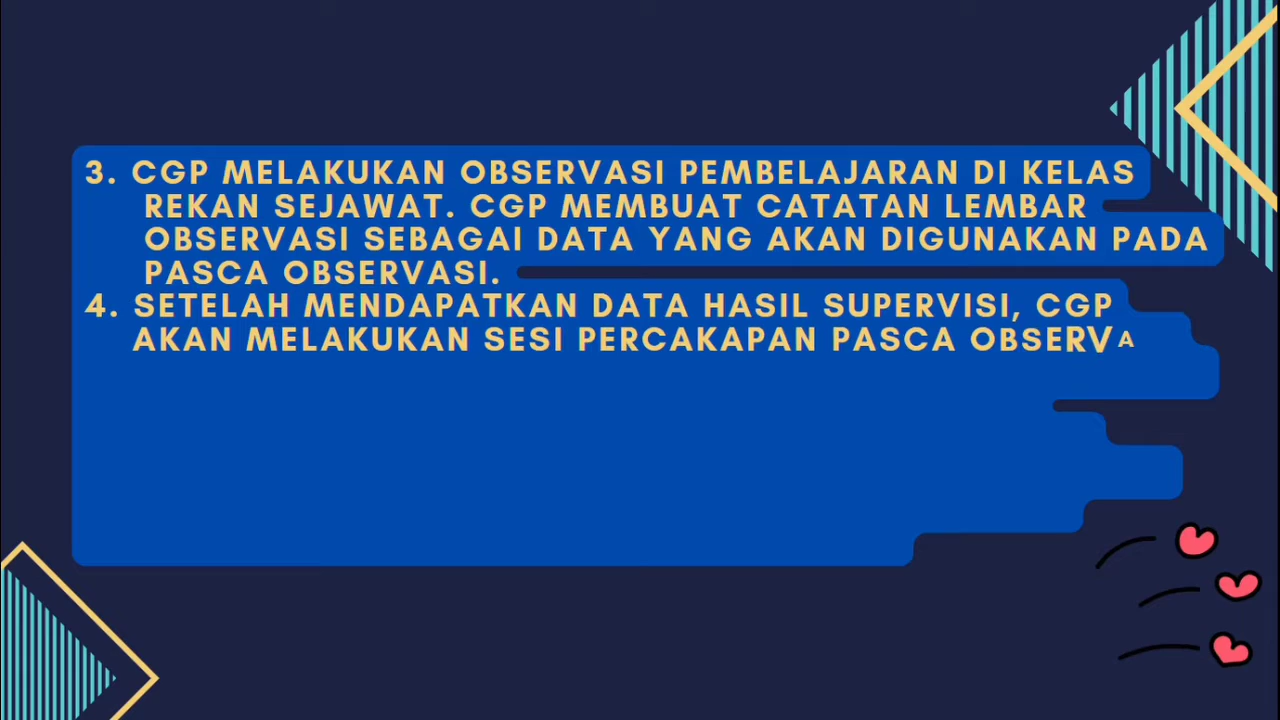 3. CGP MELAKUKAN OBSERVASI PEMBELAJARAN DI KELAS
REKAN SEJAWAT. CGP MEMBUAT CATATAN LEMBAR
OBSERVASI SEBAGAI DATA YANG AKAN DIGUNAKAN PADA
PASCA OBSERVASI.
4. SETELAH MENDAPATKAN DATA HASIL SUPERVISI, CGP
AKAN MELAKUKAN SESI PERCAKAPAN PASCA OBSERVA